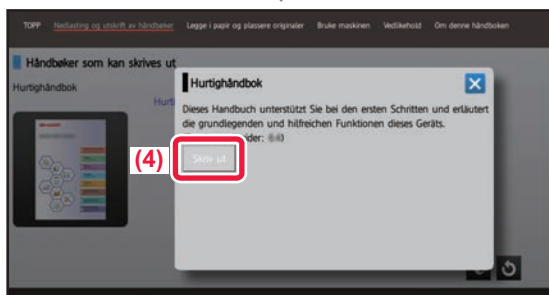 TOPP Nedlasting og utskrift av håndbøker Legge i papir og plassere originaler Bruke maskinen Vedlikehold Om denne håndboken
Håndbøker som kan skrives ut
Hurtighåndbok
Hurti
Hurtighåndbok
Dieses Handbuch unterstützt Sie bei den ersten Schritten und erläutert
die grundlegenden und hilfreichen Funktionen dieses Geräts.
ider:
(4)
Skriv ut